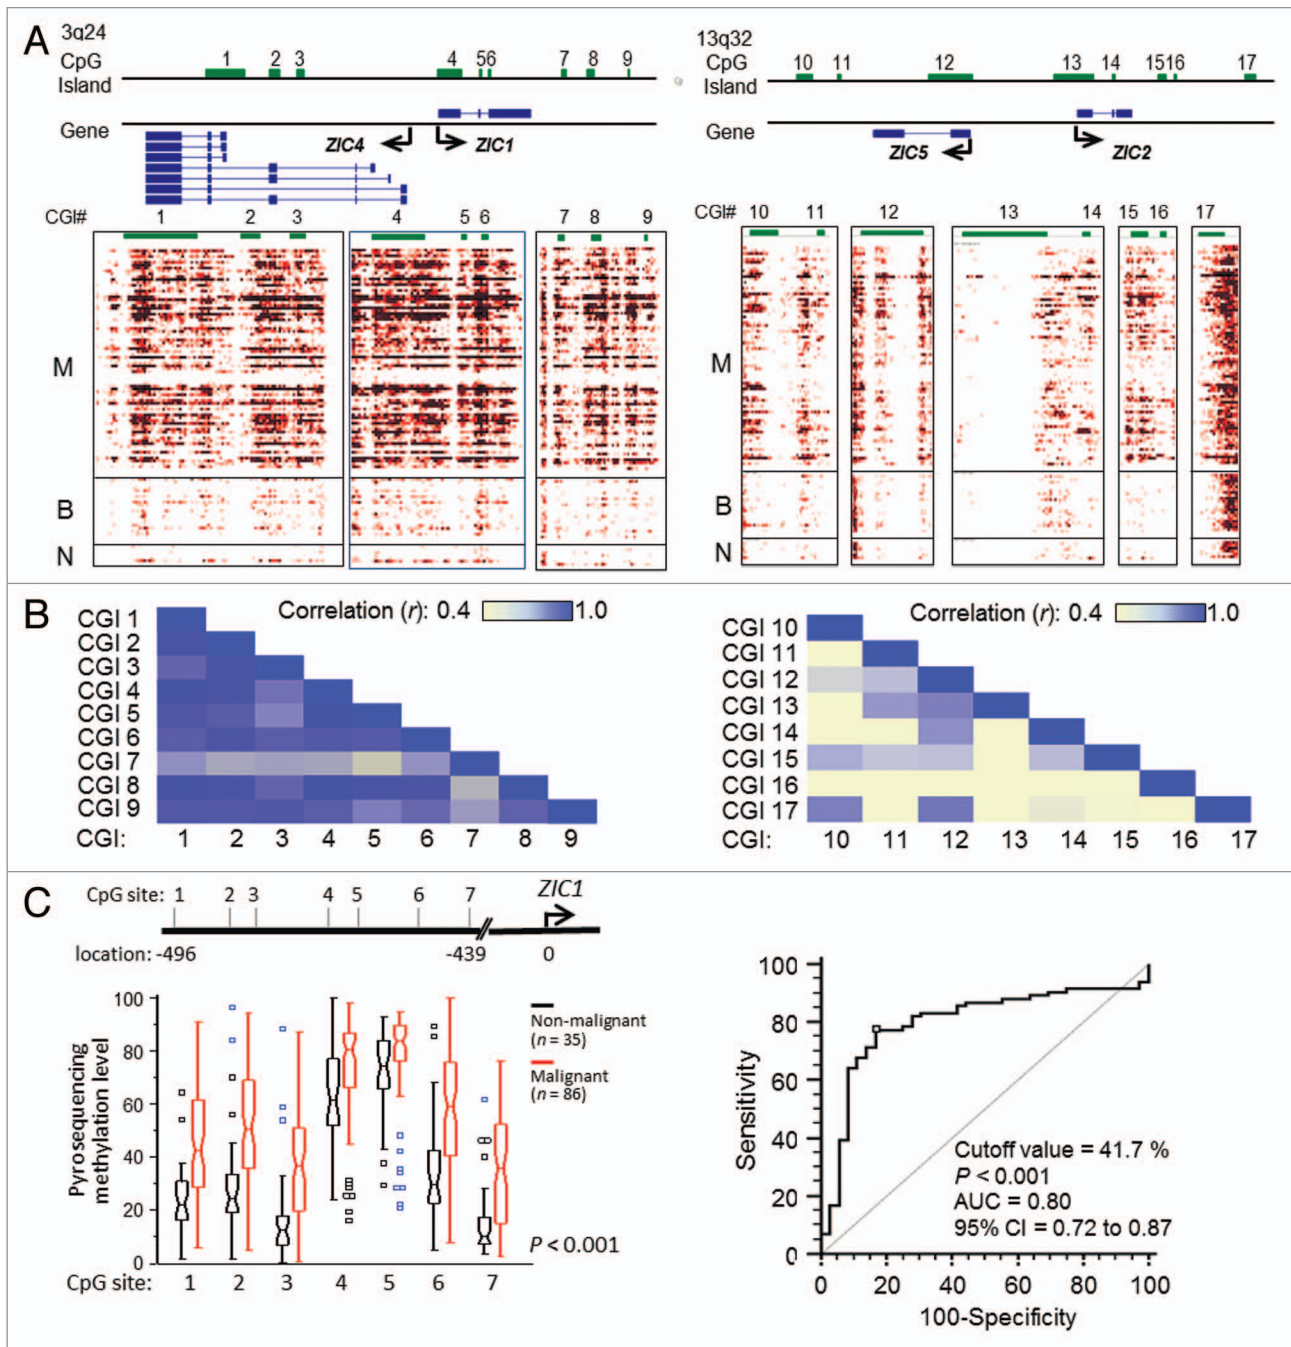 A
3q24
CpG
Island
1 2 3 4 56 7 8 9
Gene
ZIC4
ZIC1
CGI#
1 2 3 4 5 6 7 8 9
M
B
N
13q32
CpG
Island
10 11 12 13 14 1516 17
Gene
ZIC5
ZIC2
CGI#
10 11 12 13 14 15 16 17
M
B
N
B
Correlation (r): 0.4 1.0
CGI 1
CGI 2
CGI 3
CGI 4
CGI 5
CGI 6
CGI 7
CGI 8
CGI 9
CGI: 1 2 3 4 5 6 7 8 9
Correlation (r): 0.4 1.0
CGI 10
CGI 11
CGI 12
CGI 13
CGI 14
CGI 15
CGI 16
CGI 17
CGI: 10 11 12 13 14 15 16 17
C
CpG site: 1 2 3 4 5 6 7
ZIC1
location: -496 -439 0
Pyrosequencing
methylation level
100
80
60
40
20
0
Non-malignant
(n = 35)
Malignant
(n = 86)
P < 0.001
CpG site: 1 2 3 4 5 6 7
Sensitivity
100
80
60
40
20
0
Cutoff value = 41.7 %
P < 0.001
AUC = 0.80
95% CI = 0.72 to 0.87
0 20 40 60 80 100
100-Specificity